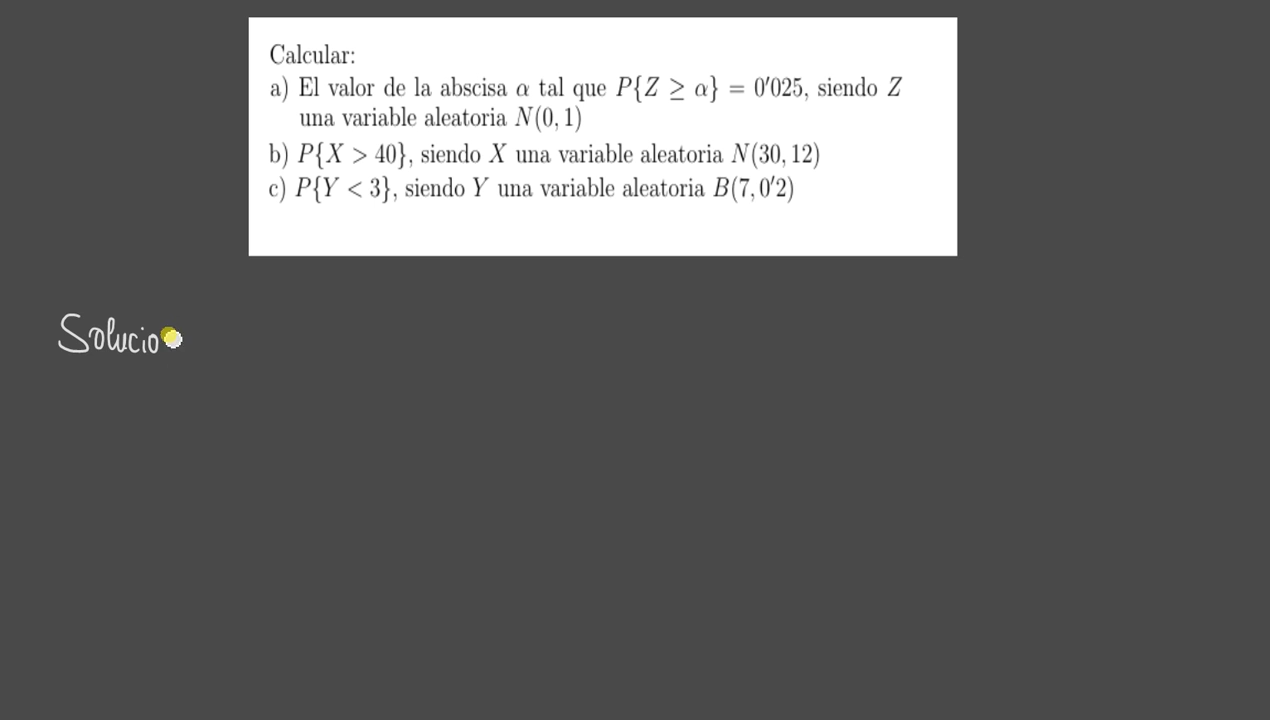 Calcular:
a) El valor de la abscisa α tal que P{Z ≥ α} = 0′025, siendo Z
una variable aleatoria N(0, 1)
b) P{X > 40}, siendo X una variable aleatoria N(30, 12)
c) P{Y < 3}, siendo Y una variable aleatoria B(7, 0′2)
Solucio